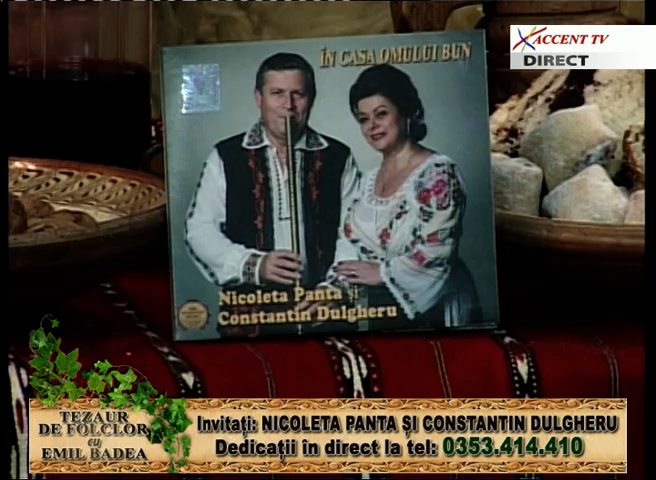 ACCENT TV
DIRECT
ÎN CASA OMULUI BUN
Nicoleta Panta și
Constantin Dulgheru
TEZAUR
DE FOLCLOR
cu
EMIL BADEA
Invitați: NICOLETA PANTA ȘI CONSTANTIN DULGHERU
Dedicații în direct la tel: 0353.414.410